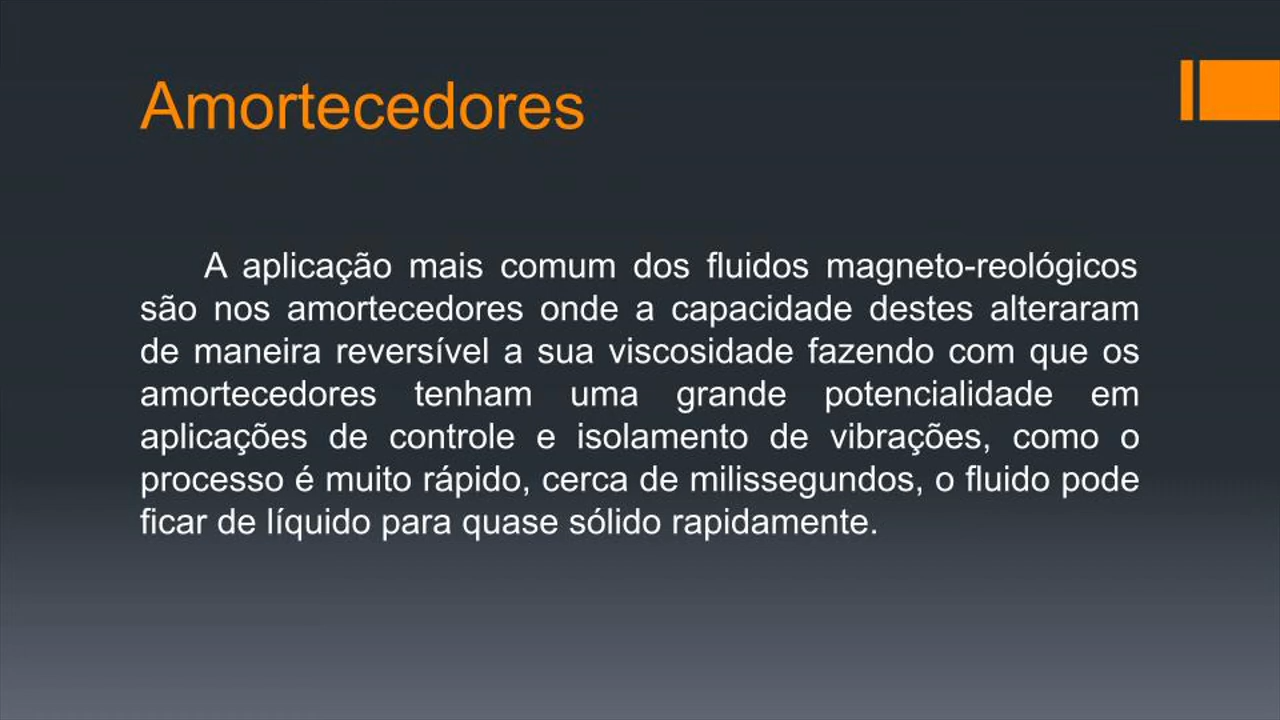 Amortecedores
A aplicação mais comum dos fluidos magneto-reológicos
são nos amortecedores onde a capacidade destes alteraram
de maneira reversível a sua viscosidade fazendo com que os
amortecedores tenham uma grande potencialidade em
aplicações de controle e isolamento de vibrações, como o
processo é muito rápido, cerca de milissegundos, o fluido pode
ficar de líquido para quase sólido rapidamente.